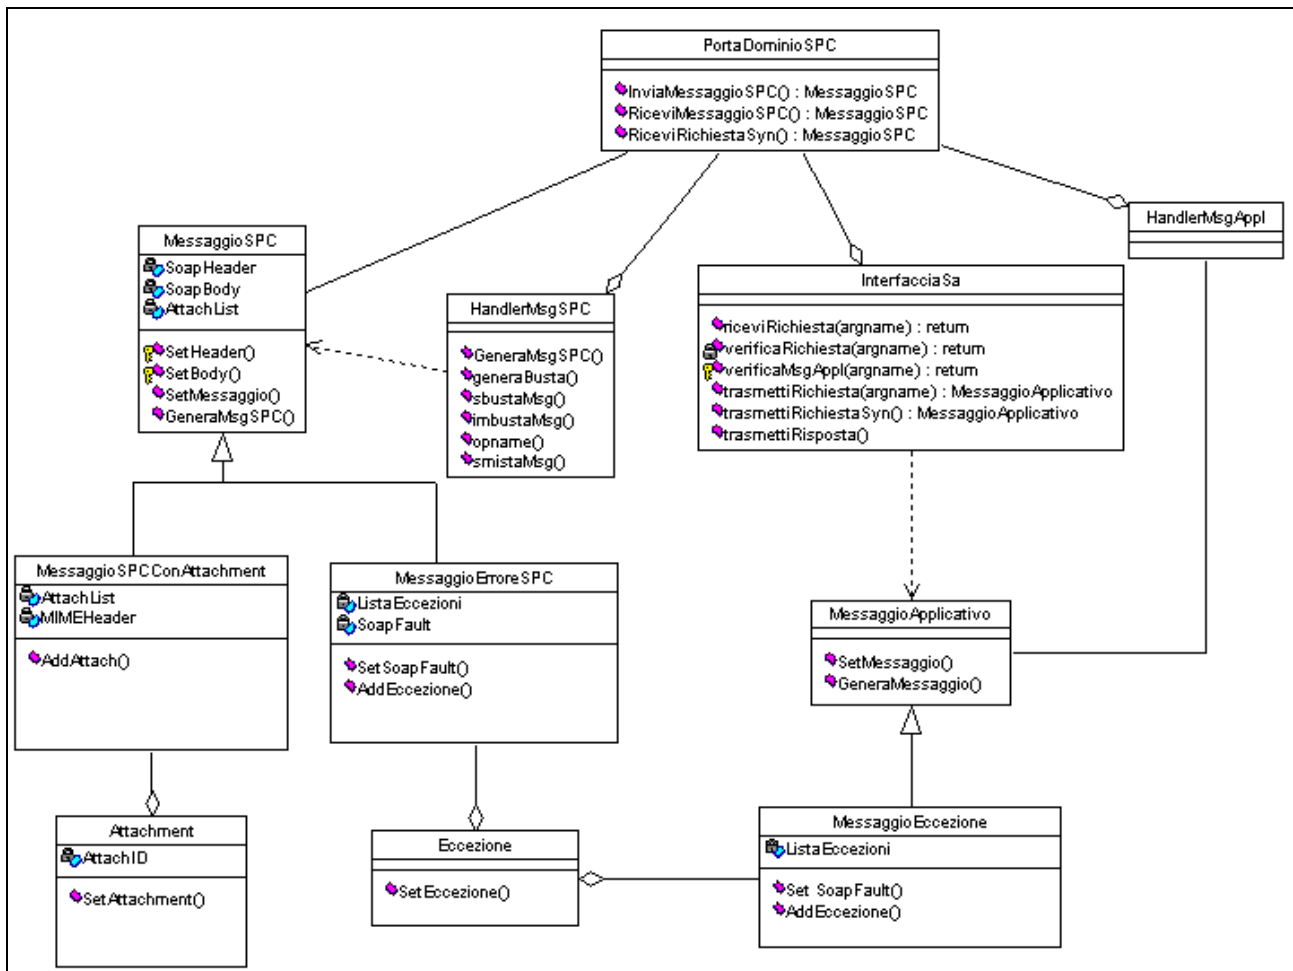 PortaDominioSPC
InviaMessaggioSPC() : MessaggioSPC
RiceviMessaggioSPC() : MessaggioSPC
RiceviRichiestaSyn() : MessaggioSPC
HandlerMsgAppl
MessaggioSPC
SoapHeader
SoapBody
AttachList
SetHeader()
SetBody()
SetMessaggio()
GeneraMsgSPC()
HandlerMsgSPC
GeneraMsgSPC()
generaBusta()
sbustaMsg()
imbustaMsg()
opname()
smistaMsg()
InterfacciaSa
riceviRichiesta(argname) : return
verificaRichiesta(argname) : return
verificaMsgAppl(argname) : return
trasmettiRichiesta(argname) : MessaggioApplicativo
trasmettiRichiestaSyn() : MessaggioApplicativo
trasmettiRisposta()
MessaggioSPCConAttachment
AttachList
MIMEHeader
AddAttach()
MessaggioErroreSPC
ListaEccezioni
SoapFault
SetSoapFault()
AddEccezione()
MessaggioApplicativo
SetMessaggio()
GeneraMessaggio()
Attachment
AttachID
SetAttachment()
Eccezione
SetEccezione()
MessaggioEccezione
ListaEccezioni
Set SoapFault()
AddEccezione()